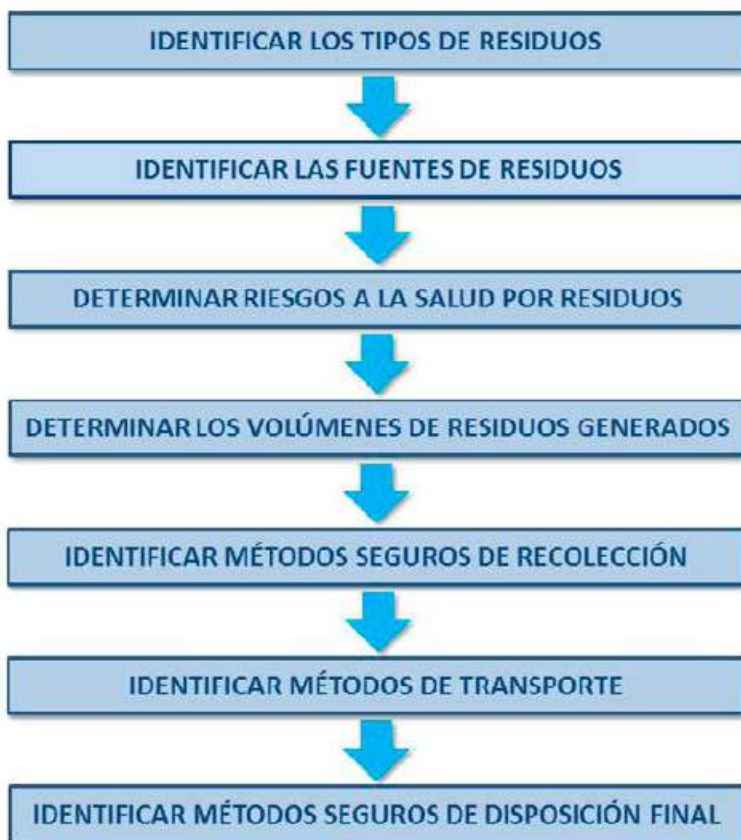 IDENTIFICAR LOS TIPOS DE RESIDUOS
IDENTIFICAR LAS FUENTES DE RESIDUOS
DETERMINAR RIESGOS A LA SALUD POR RESIDUOS
DETERMINAR LOS VOLÚMENES DE RESIDUOS GENERADOS
IDENTIFICAR MÉTODOS SEGUROS DE RECOLECCIÓN
IDENTIFICAR MÉTODOS DE TRANSPORTE
IDENTIFICAR MÉTODOS SEGUROS DE DISPOSICIÓN FINAL